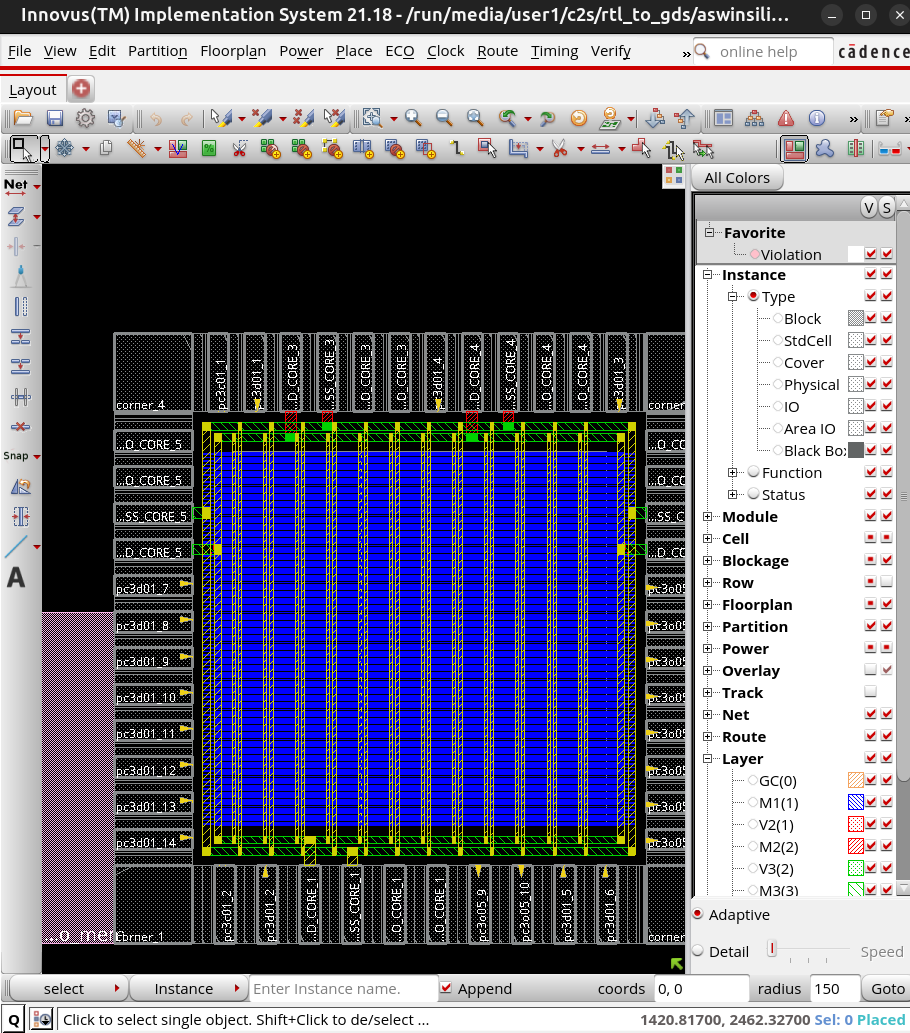 Innovus(TM) Implementation System 21.18 - /run/media/user1/c2s/rtl_to_gds/aswinsili...
File View Edit Partition Floorplan Power Place ECO Clock Route Timing Verify » online help cādence
Layout
»
Net
Snap
A
All Colors
V S
Favorite
Violation
Instance
Type
Block
StdCell
Cover
Physical
IO
Area IO
Black Bo:
Function
Status
Module
Cell
Blockage
Row
Floorplan
Partition
Power
Overlay
Track
Net
Route
Layer
GC(0)
M1(1)
V2(1)
M2(2)
V3(2)
M3(3)
Adaptive
Detail Speed
pc3c01_1
pc3d01_1
...D_CORE_3
...SS_CORE_3
...D_CORE_3
...O_CORE_3
pc3d01_4
...D_CORE_4
...SS_CORE_4
...O_CORE_4
...D_CORE_4
pc3d01_3
corner_4
corner
...O_CORE_5
...O_CORE_5
...SS_CORE_5
...D_CORE_5
pc3d01_7
pc3d01_8
pc3d01_9
pc3d01_10
pc3d01_11
pc3d01_12
pc3d01_13
pc3d01_14
...O_CO
...O_CO
...SS_C
...D_CO
pc3o05
pc3o05
pc3o05
pc3o05
pc3o05
pc3o05
pc3o05
pc3o05
pc3c01_2
pc3d01_2
...D_CORE_1
...SS_CORE_1
...O_CORE_1
...O_CORE_1
pc3o05_9
pc3o05_10
pc3d01_5
pc3d01_6
corner_1
corner
select Instance Enter Instance name. Append coords 0, 0 radius 150 Goto
Q Click to select single object. Shift+Click to de/select ... 1420.81700, 2462.32700 Sel: 0 Placed